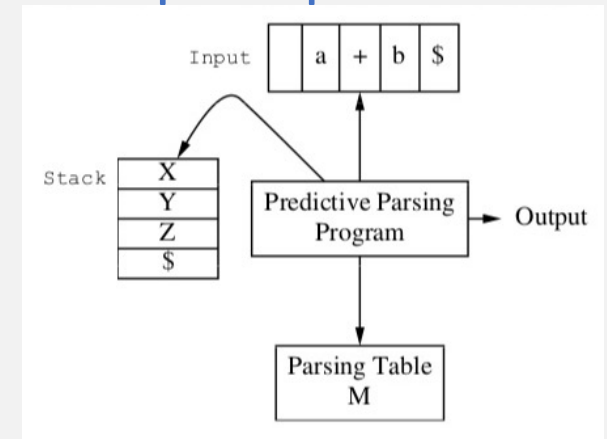 Input
a + b $
Stack
X
Y
Z
$
Predictive Parsing
Program
Output
Parsing Table
M